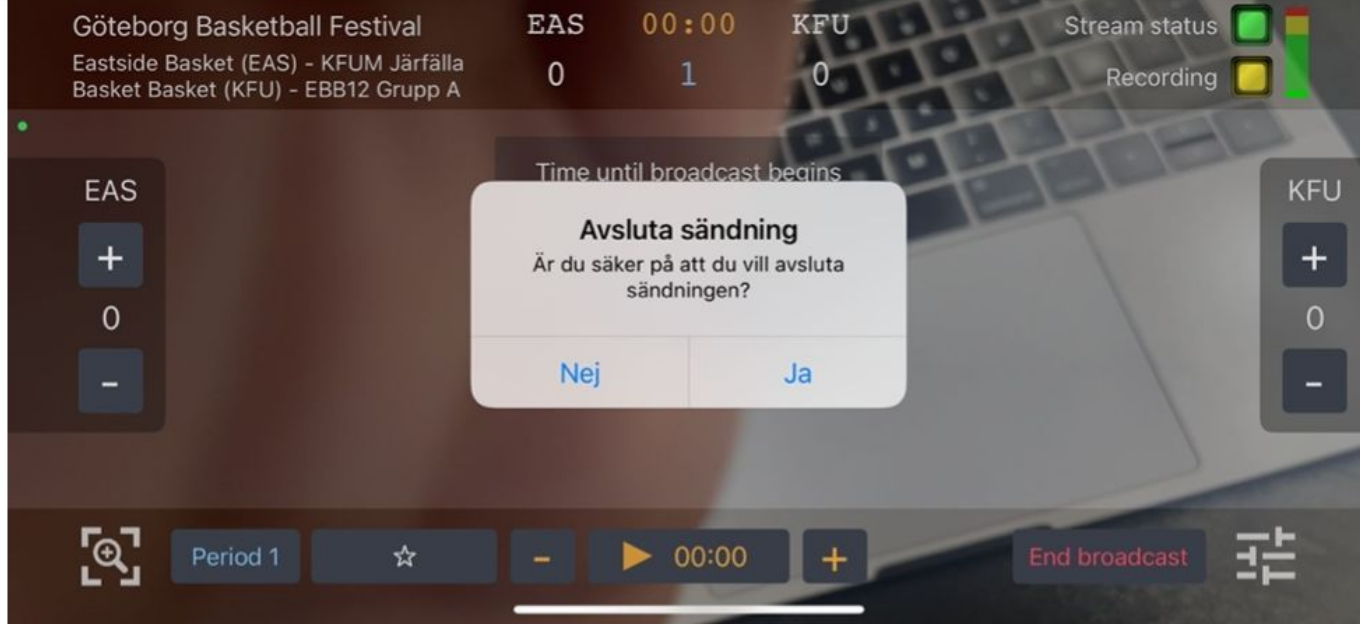 Göteborg Basketball Festival
Eastside Basket (EAS) - KFUM Järfälla
Basket Basket (KFU) - EBB12 Grupp A
EAS 00:00 KFU
0 1 0
Stream status
Recording
Time until broadcast begins
EAS
+
0
-
KFU
+
0
-
Avsluta sändning
Är du säker på att du vill avsluta
sändningen?
Nej Ja
Period 1 ☆ - ▶ 00:00 + End broadcast